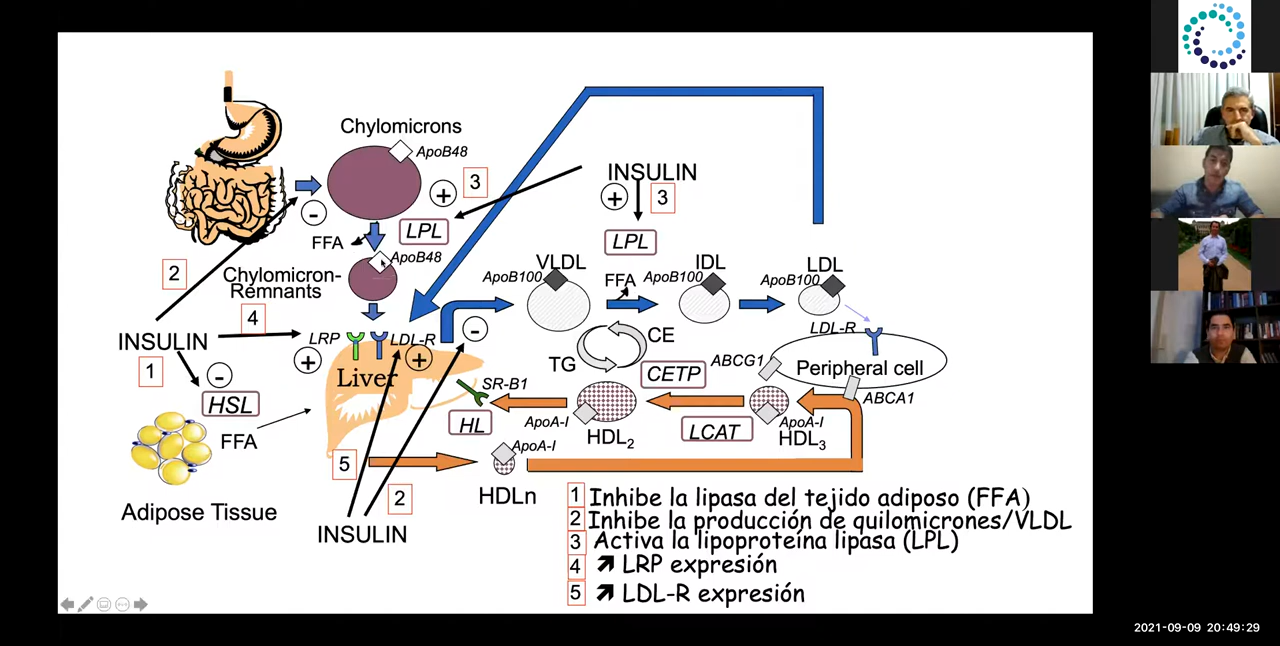 Chylomicrons
ApoB48
+
3
INSULIN
+
3
-
LPL
FFA
LPL
ApoB48
2
Chylomicron-
Remnants
4
VLDL
ApoB100
FFA
IDL
ApoB100
LDL
ApoB100
INSULIN
LRP
LDL-R
+
+
-
LDL-R
1
-
HSL
FFA
Liver
TG
CE
CETP
ABCG1
Peripheral cell
ABCA1
SR-B1
HL
ApoA-I
HDL2
LCAT
ApoA-I
HDL3
ApoA-I
HDLn
5
2
Adipose Tissue
INSULIN
1 Inhibe la lipasa del tejido adiposo (FFA)
2 Inhibe la producción de quilomicrones/VLDL
3 Activa la lipoproteína lipasa (LPL)
4 ↗ LRP expresión
5 ↗ LDL-R expresión
2021-09-09 20:49:29